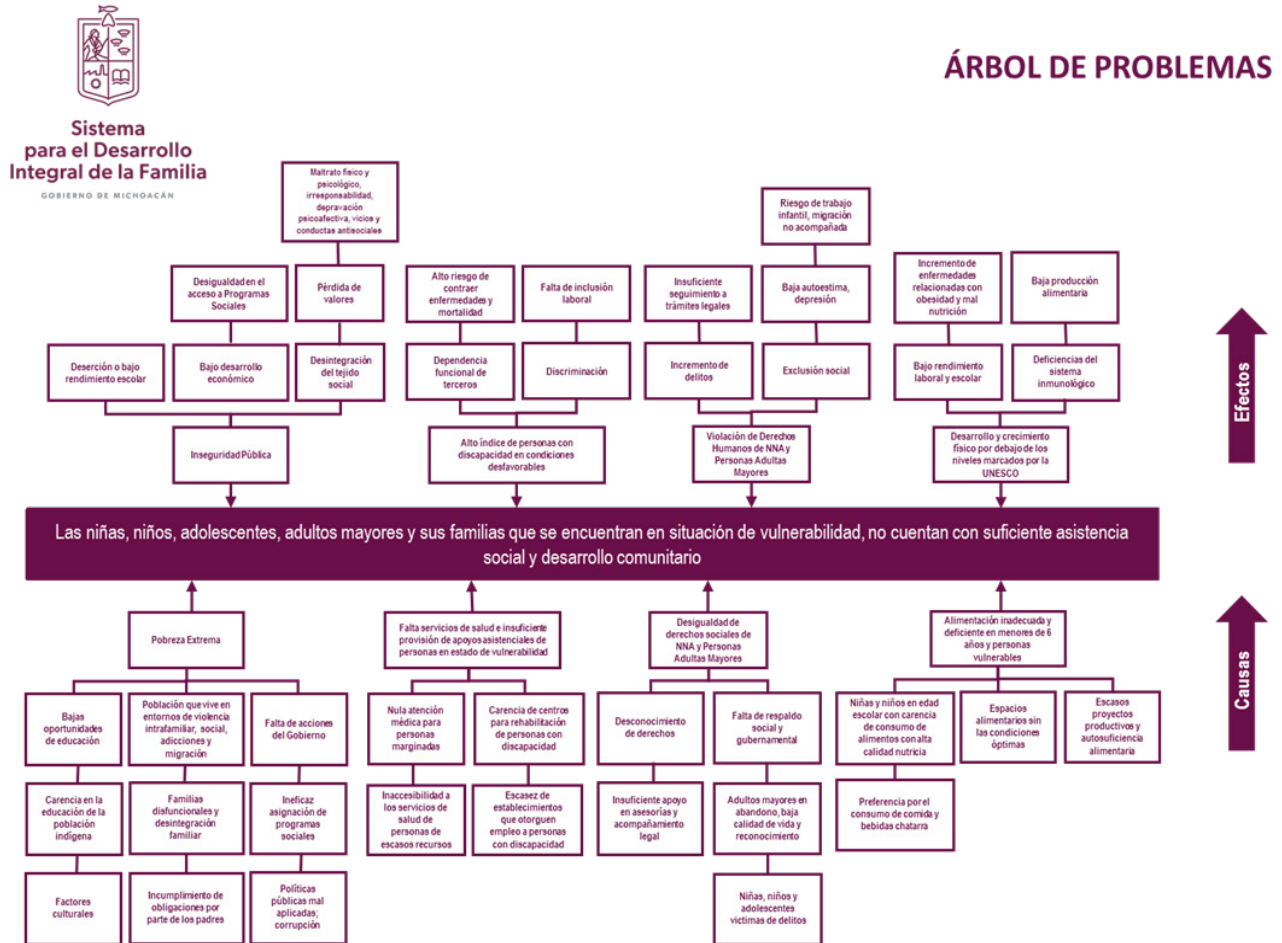 Sistema
para el Desarrollo
Integral de la Familia
GOBIERNO DE MICHOACÁN
ÁRBOL DE PROBLEMAS
Maltrato físico y
psicológico,
irresponsabilidad,
depravación
psicoafectiva, vicios y
conductas antisociales
Riesgo de trabajo
infantil, migración
no acompañada
Desigualdad en el
acceso a Programas
Sociales
Pérdida de
valores
Alto riesgo de
contraer
enfermedades y
mortalidad
Falta de inclusión
laboral
Insuficiente
seguimiento a
trámites legales
Baja autoestima,
depresión
Incremento de
enfermedades
relacionadas con
obesidad y mal
nutrición
Baja producción
alimentaria
Deserción o bajo
rendimiento escolar
Bajo desarrollo
económico
Desintegración
del tejido
social
Dependencia
funcional de
terceros
Discriminación
Incremento de
delitos
Exclusión social
Bajo rendimiento
laboral y escolar
Deficiencias del
sistema
inmunológico
Efectos
Inseguridad Pública
Alto índice de personas con
discapacidad en condiciones
desfavorables
Violación de Derechos
Humanos de NNA y
Personas Adultas
Mayores
Desarrollo y crecimiento
físico por debajo de los
niveles marcados por la
UNESCO
Las niñas, niños, adolescentes, adultos mayores y sus familias que se encuentran en situación de vulnerabilidad, no cuentan con suficiente asistencia
social y desarrollo comunitario
Pobreza Extrema
Falta servicios de salud e insuficiente
provisión de apoyos asistenciales de
personas en estado de vulnerabilidad
Desigualdad de
derechos sociales de
NNA y Personas
Adultas Mayores
Alimentación inadecuada y
deficiente en menores de 6
años y personas
vulnerables
Causas
Bajas
oportunidades
de educación
Población que vive en
entornos de violencia
intrafamiliar, social,
adicciones y
migración
Falta de acciones
del Gobierno
Nula atención
médica para
personas
marginadas
Carencia de centros
para rehabilitación
de personas con
discapacidad
Desconocimiento
de derechos
Falta de respaldo
social y
gubernamental
Niñas y niños en edad
escolar con carencia
de consumo de
alimentos con alta
calidad nutricia
Espacios
alimentarios sin
las condiciones
óptimas
Escasos
proyectos
productivos y
autosuficiencia
alimentaria
Carencia en la
educación de la
población
indígena
Familias
disfuncionales y
desintegración
familiar
Ineficaz
asignación de
programas
sociales
Inaccesibilidad a
los servicios de
salud de
personas de
escasos recursos
Escasez de
establecimientos
que otorguen
empleo a personas
con discapacidad
Insuficiente apoyo
en asesorías y
acompañamiento
legal
Adultos mayores en
abandono, baja
calidad de vida y
reconocimiento
Preferencia por el
consumo de comida y
bebidas chatarra
Factores
culturales
Incumplimiento de
obligaciones por
parte de los padres
Políticas
públicas mal
aplicadas;
corrupción
Niñas, niños y
adolescentes
victimas de delitos